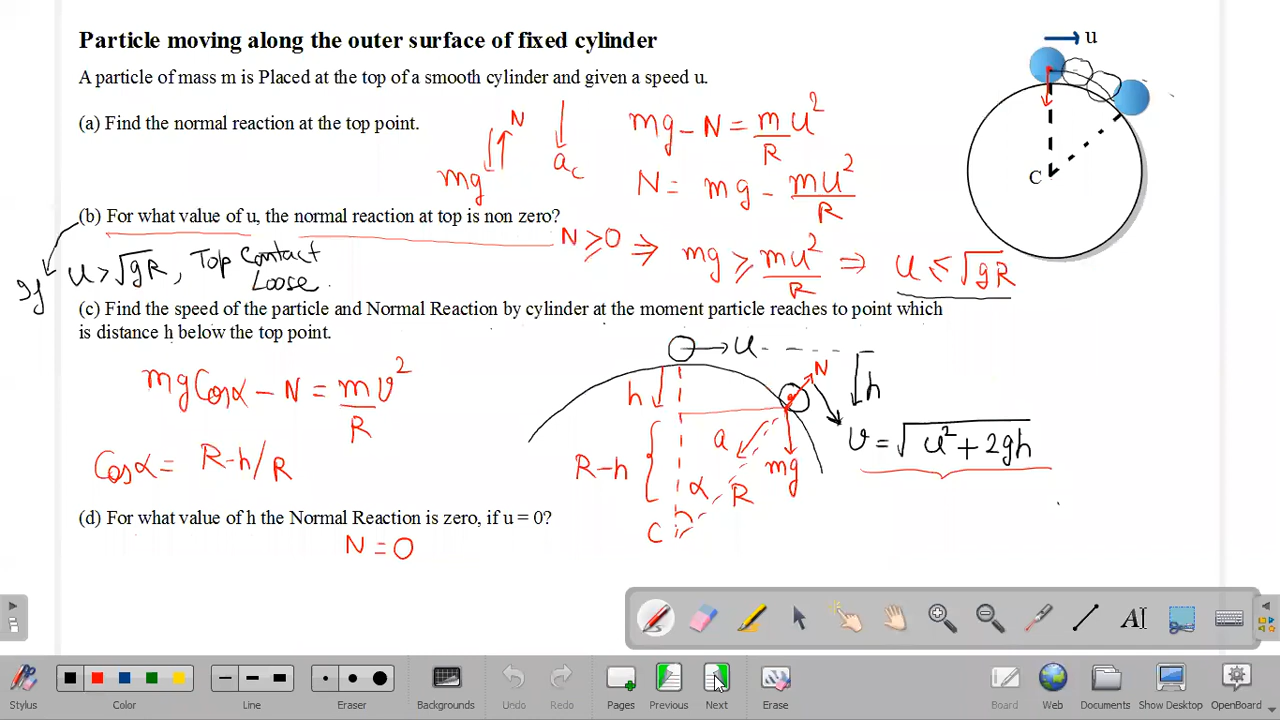 Particle moving along the outer surface of fixed cylinder
u
A particle of mass m is Placed at the top of a smooth cylinder and given a speed u.
(a) Find the normal reaction at the top point.
mg N a_c
mg - N = mu²/R
N = mg - mu²/R
C
(b) For what value of u, the normal reaction at top is non zero?
N ≥ 0 ⇒ mg ≥ mu²/R ⇒ u ≤ √gR
If u > √gR, Top Contact
Loose.
(c) Find the speed of the particle and Normal Reaction by cylinder at the moment particle reaches to point which
is distance h below the top point.
mg Cosα - N = mv²/R
Cosα = R-h/R
u
h
N
h
R-h
a
mg
α
R
C
v = √u²+2gh
(d) For what value of h the Normal Reaction is zero, if u = 0?
N = 0
AI
Stylus
Color
Line
Eraser
Backgrounds
Undo
Redo
Pages
Previous
Next
Erase
Board
Web
Documents
Show Desktop
OpenBoard